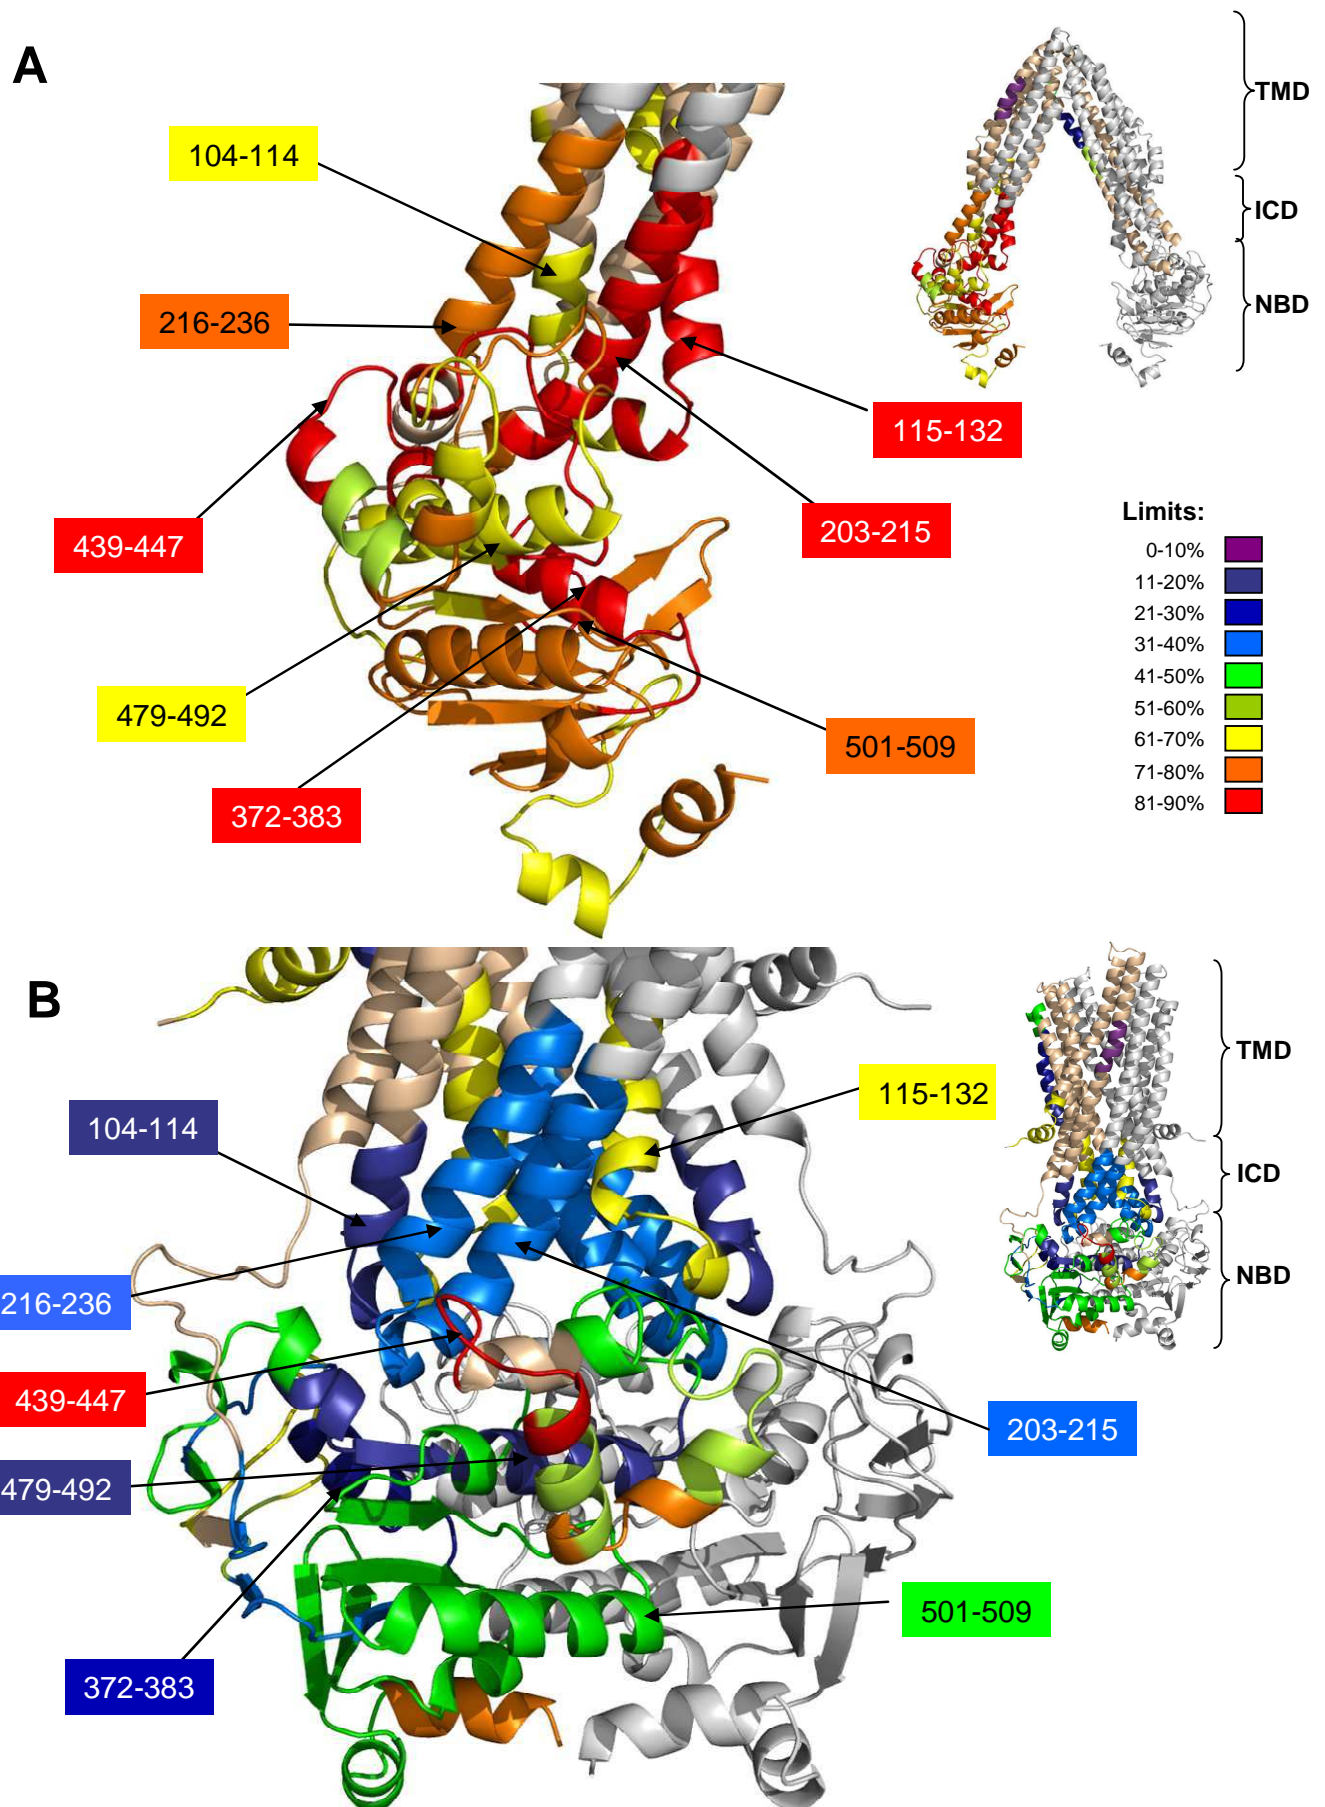 A
TMD
ICD
NBD
104-114
216-236
115-132
439-447
203-215
479-492
501-509
372-383
Limits:
0-10%
11-20%
21-30%
31-40%
41-50%
51-60%
61-70%
71-80%
81-90%
B
TMD
ICD
NBD
104-114
115-132
216-236
439-447
203-215
479-492
501-509
372-383